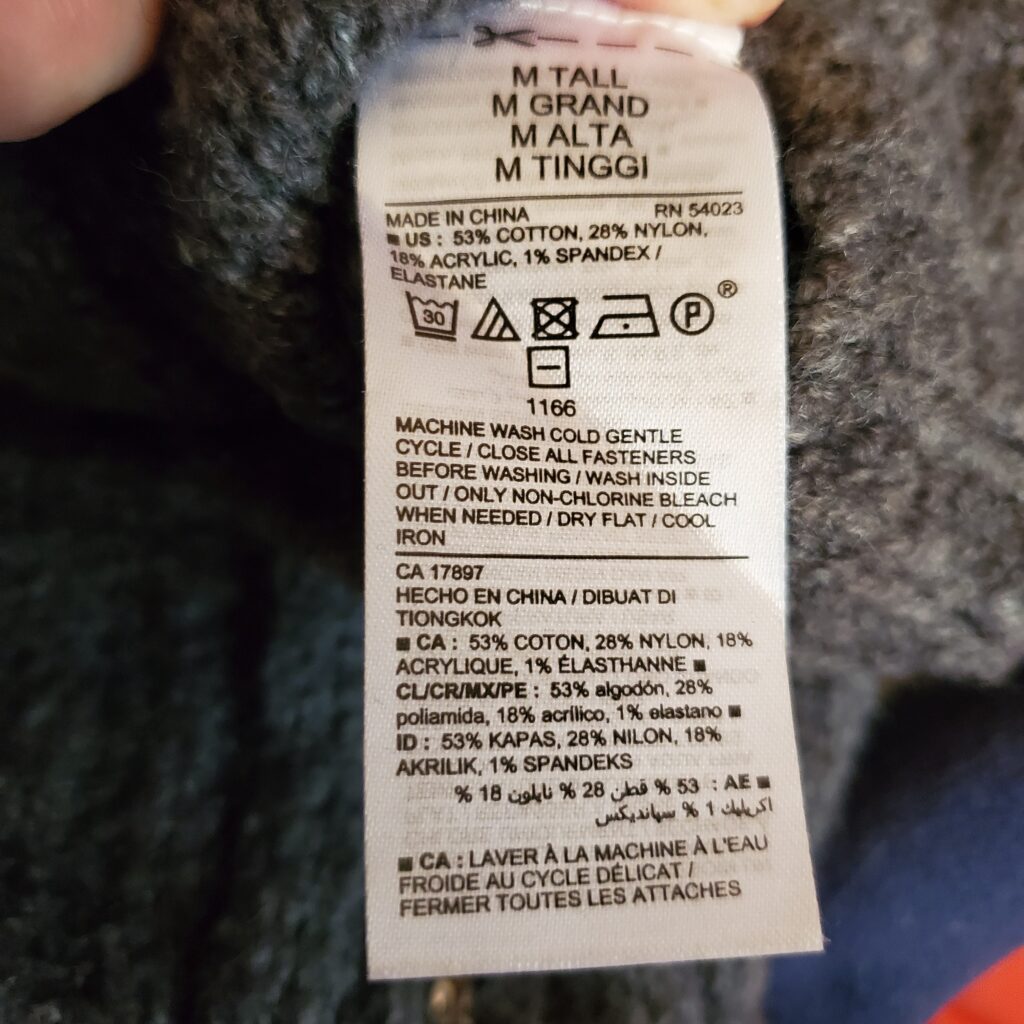 M TALL
M GRAND
M ALTA
M TINGGI
MADE IN CHINA RN 54023
■ US : 53% COTTON, 28% NYLON,
18% ACRYLIC, 1% SPANDEX /
ELASTANE
30 P ®
1166
MACHINE WASH COLD GENTLE
CYCLE / CLOSE ALL FASTENERS
BEFORE WASHING / WASH INSIDE
OUT / ONLY NON-CHLORINE BLEACH
WHEN NEEDED / DRY FLAT / COOL
IRON
CA 17897
HECHO EN CHINA / DIBUAT DI
TIONGKOK
■ CA : 53% COTON, 28% NYLON, 18%
ACRYLIQUE, 1% ÉLASTHANNE ■
CL/CR/MX/PE : 53% algodón, 28%
poliamida, 18% acrílico, 1% elastano ■
ID : 53% KAPAS, 28% NILON, 18%
AKRILIK, 1% SPANDEKS
■ AE : 53 % قطن 28 % نايلون 18 %
اكريليك 1 % سباندیکس
■ CA : LAVER À LA MACHINE À L'EAU
FROIDE AU CYCLE DÉLICAT /
FERMER TOUTES LES ATTACHES